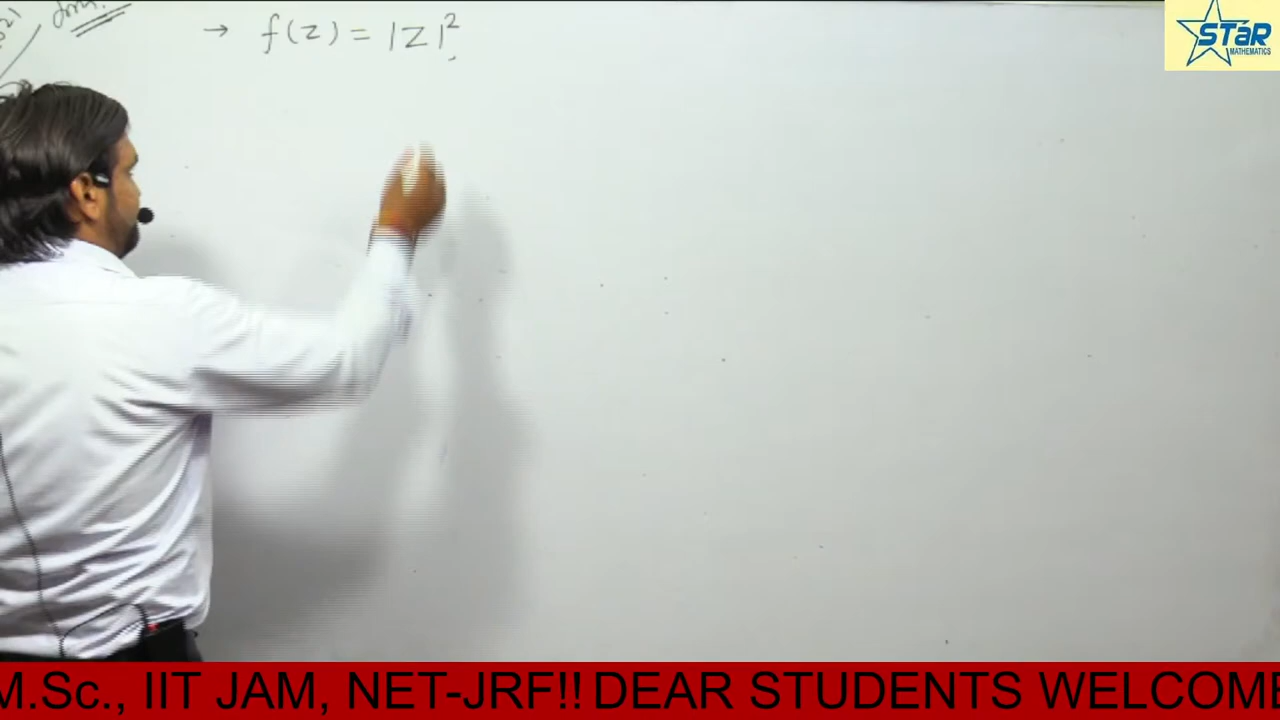 → f(z) = |z|²
STAR
MATHEMATICS
M.Sc., IIT JAM, NET-JRF!! DEAR STUDENTS WELCOME